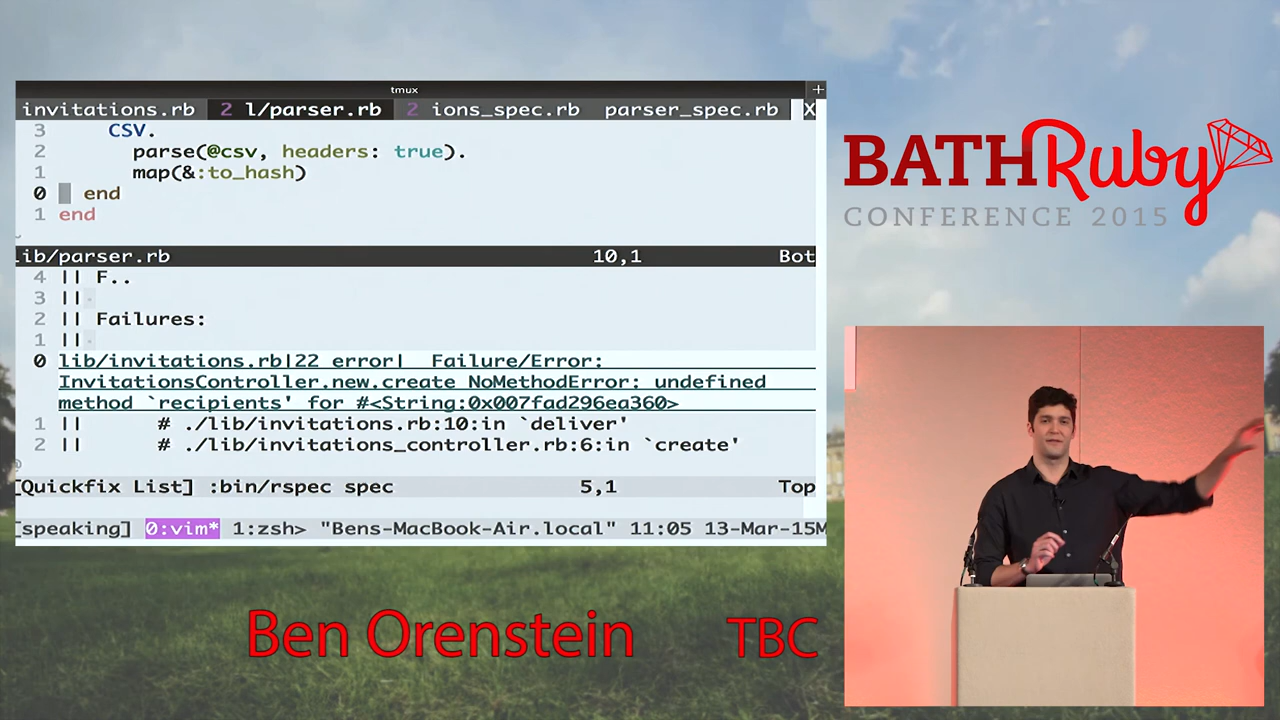 tmux
+
invitations.rb 2 l/parser.rb 2 ions_spec.rb parser_spec.rb X
3 CSV.
2 parse(@csv, headers: true).
1 map(&:to_hash)
0 end
1 end
~
lib/parser.rb 10,1 Bot
4 || F..
3 ||
2 || Failures:
1 ||
0 lib/invitations.rb|22 error| Failure/Error:
InvitationsController.new.create NoMethodError: undefined
method `recipients' for #<String:0x007fad296ea360>
1 || # ./lib/invitations.rb:10:in `deliver'
2 || # ./lib/invitations_controller.rb:6:in `create'
@
[Quickfix List] :bin/rspec spec 5,1 Top
[speaking] 0:vim* 1:zsh> "Bens-MacBook-Air.local" 11:05 13-Mar-15M
BATHRuby
CONFERENCE 2015
Ben Orenstein TBC